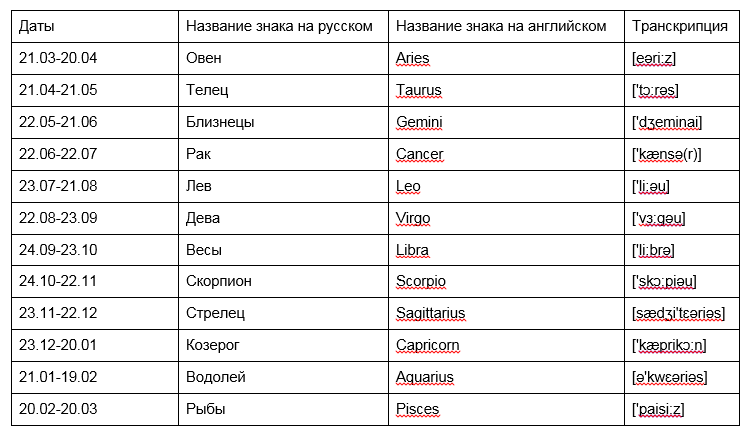 Даты Название знака на русском Название знака на английском Транскрипция
21.03-20.04 Овен Aries [eəri:z]
21.04-21.05 Телец Taurus ['tɔ:rəs]
22.05-21.06 Близнецы Gemini ['dʒeminai]
22.06-22.07 Рак Cancer ['kænsə(r)]
23.07-21.08 Лев Leo ['li:əu]
22.08-23.09 Дева Virgo ['vɜ:gəu]
24.09-23.10 Весы Libra ['li:brə]
24.10-22.11 Скорпион Scorpio ['skɔ:piəu]
23.11-22.12 Стрелец Sagittarius [sædʒi'tɛəriəs]
23.12-20.01 Козерог Capricorn ['kæprikɔ:n]
21.01-19.02 Водолей Aguarius [ə'kwɛəriəs]
20.02-20.03 Рыбы Pisces ['paisi:z]